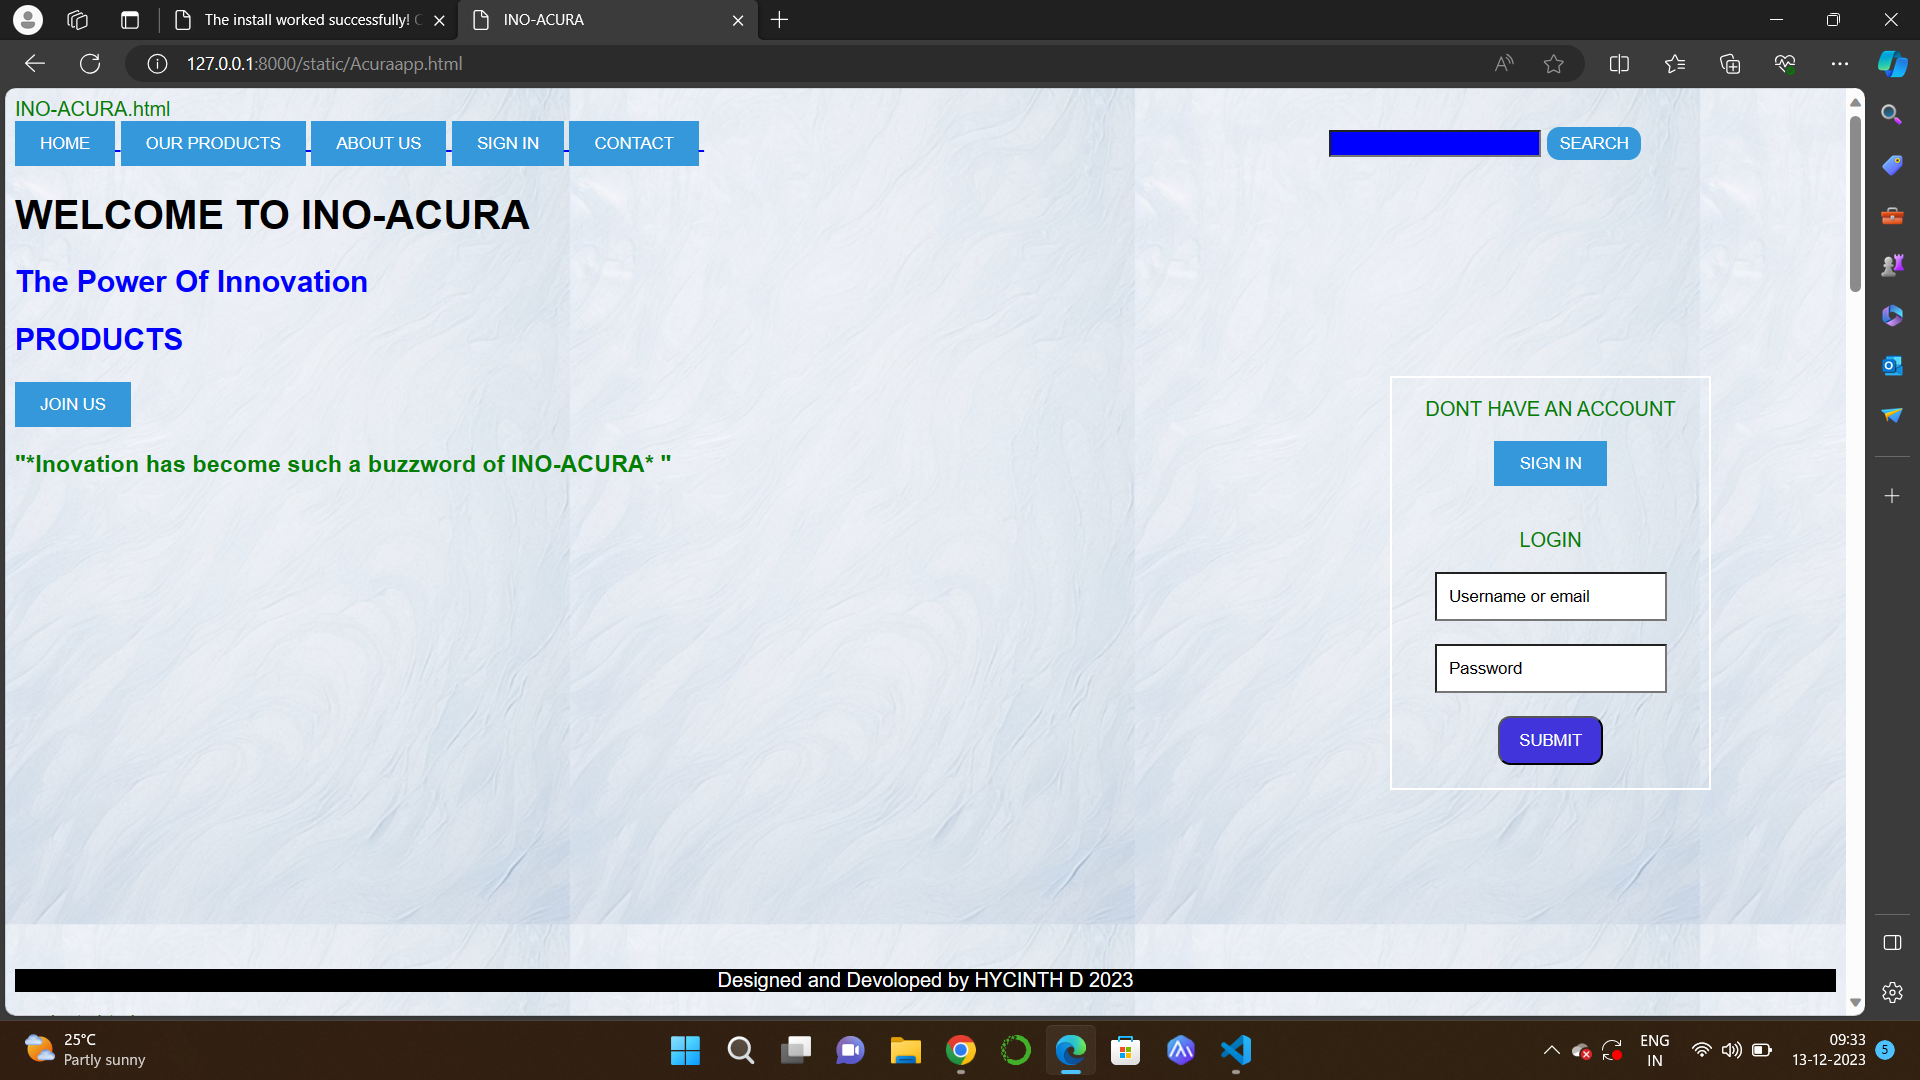 The install worked successfully!
INO-ACURA
127.0.0.1:8000/static/Acuraapp.html
INO-ACURA.html
HOME OUR PRODUCTS ABOUT US SIGN IN CONTACT SEARCH
WELCOME TO INO-ACURA
The Power Of Innovation
PRODUCTS
JOIN US
"*Inovation has become such a buzzword of INO-ACURA* "
DONT HAVE AN ACCOUNT
SIGN IN
LOGIN
Username or email
Password
SUBMIT
Designed and Devoloped by HYCINTH D 2023
25°C
Partly sunny
ENG
IN
09:33
13-12-2023
5